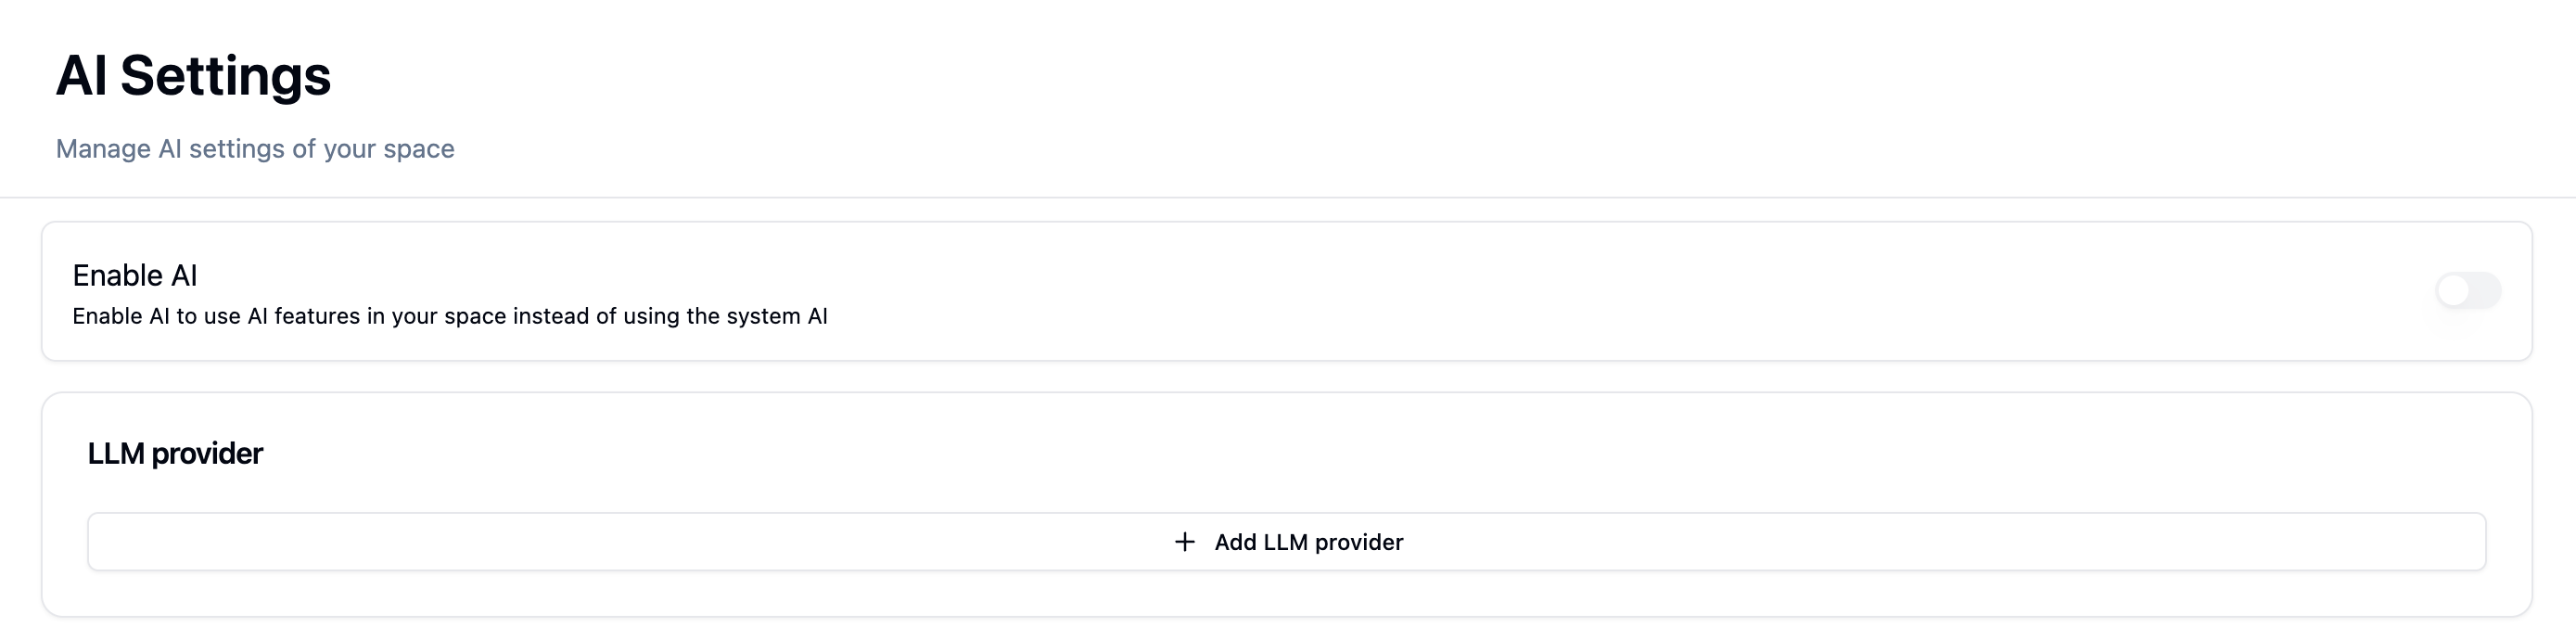 AI Settings
Manage AI settings of your space
Enable AI
Enable AI to use AI features in your space instead of using the system AI
LLM provider
+ Add LLM provider